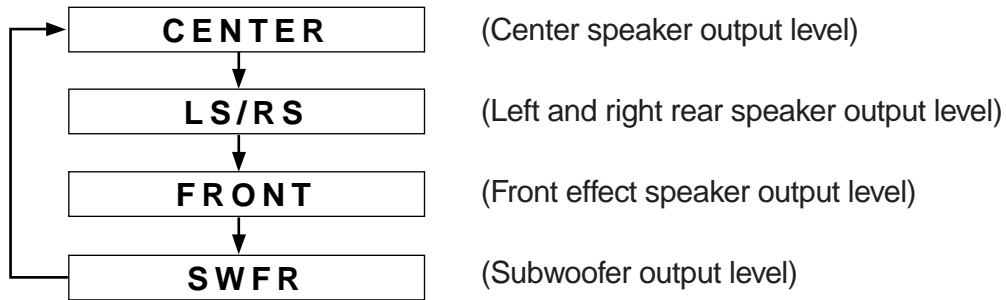 CENTER (Center speaker output level)
LS/RS (Left and right rear speaker output level)
FRONT (Front effect speaker output level)
SWFR (Subwoofer output level)